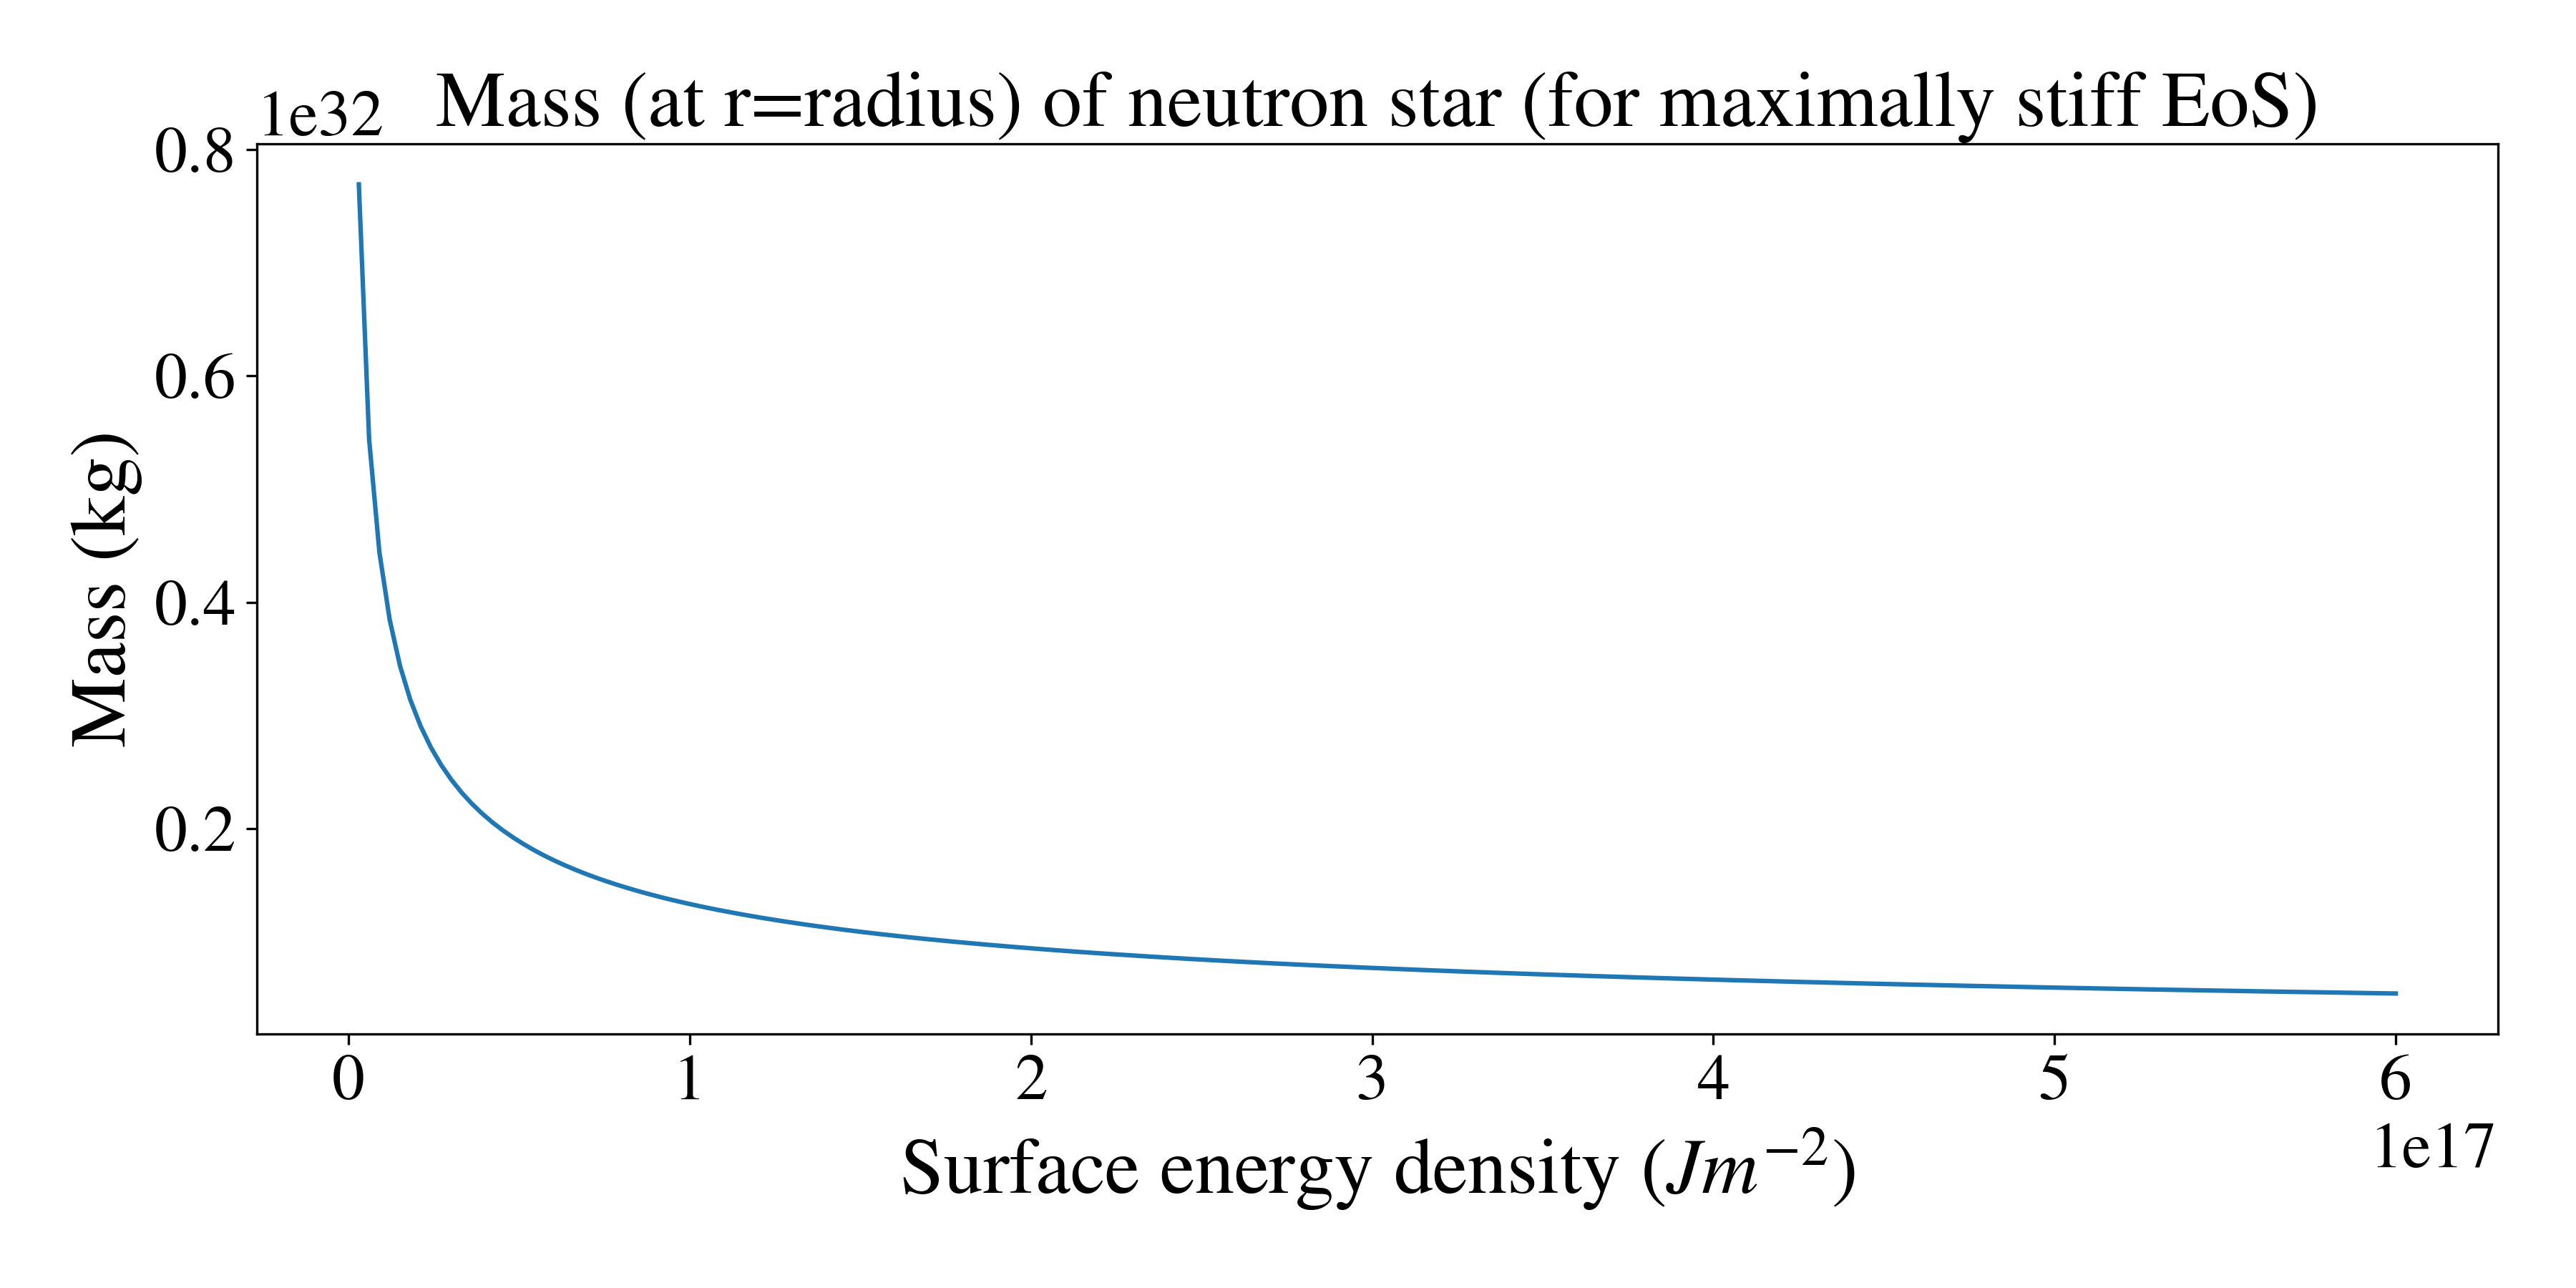 Mass (at r=radius) of neutron star (for maximally stiff EoS)
1e32
0.8
0.6
0.4
0.2
Mass (kg)
0 1 2 3 4 5 6
1e17
Surface energy density (Jm⁻²)